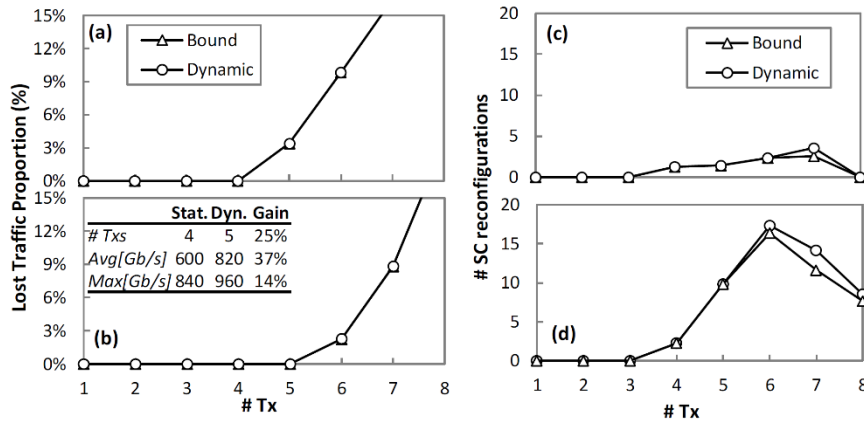 Lost Traffic Proportion (%)
15%
12%
9%
6%
3%
0%
(a)
Bound
Dynamic
15%
12%
9%
6%
3%
0%
Stat. Dyn. Gain
# Txs 4 5 25%
Avg[Gb/s] 600 820 37%
Max[Gb/s] 840 960 14%
(b)
1 2 3 4 5 6 7 8
# Tx
# SC reconfigurations
20
15
10
5
0
(c)
Bound
Dynamic
20
15
10
5
0
(d)
1 2 3 4 5 6 7 8
# Tx